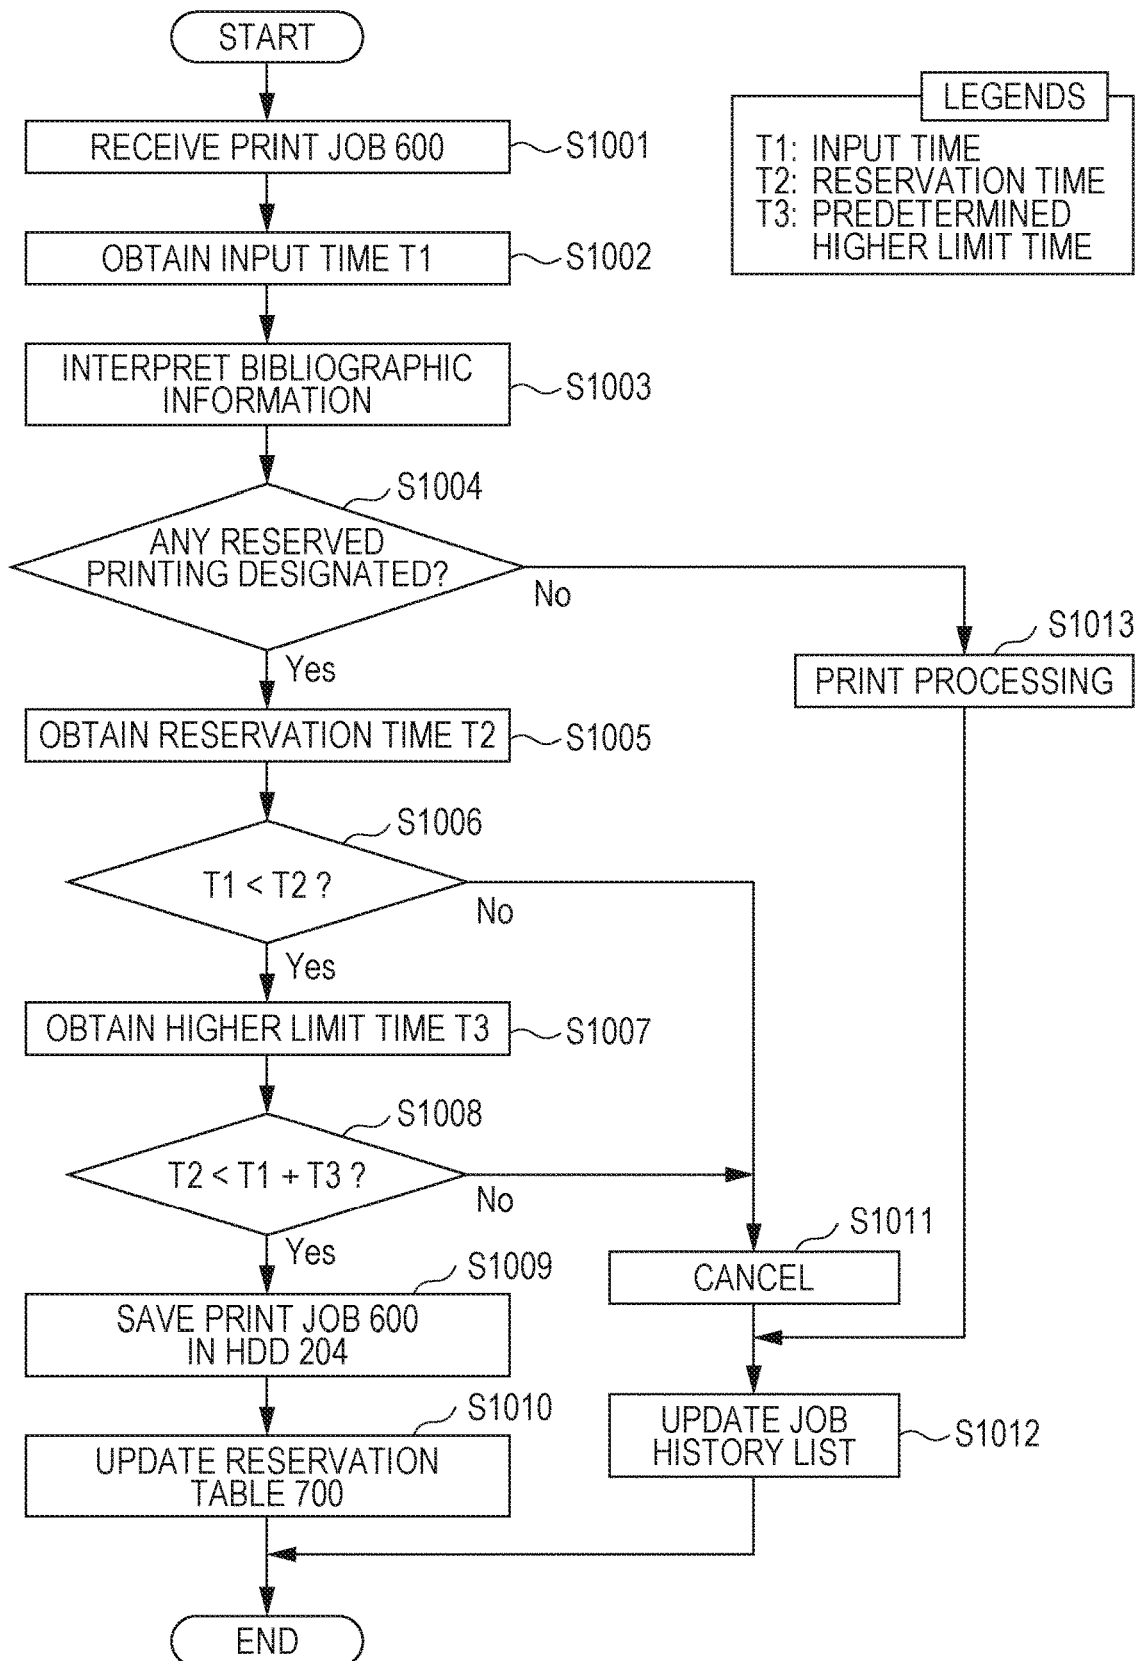 START
RECEIVE PRINT JOB 600
S1001
OBTAIN INPUT TIME T1
S1002
INTERPRET BIBLIOGRAPHIC
INFORMATION
S1003
LEGENDS
T1: INPUT TIME
T2: RESERVATION TIME
T3: PREDETERMINED
HIGHER LIMIT TIME
S1004
ANY RESERVED
PRINTING DESIGNATED?
No
Yes
S1013
PRINT PROCESSING
OBTAIN RESERVATION TIME T2
S1005
S1006
T1 < T2 ?
No
Yes
OBTAIN HIGHER LIMIT TIME T3
S1007
S1008
T2 < T1 + T3 ?
No
Yes
S1011
CANCEL
S1009
SAVE PRINT JOB 600
IN HDD 204
S1010
UPDATE RESERVATION
TABLE 700
UPDATE JOB
HISTORY LIST
S1012
END